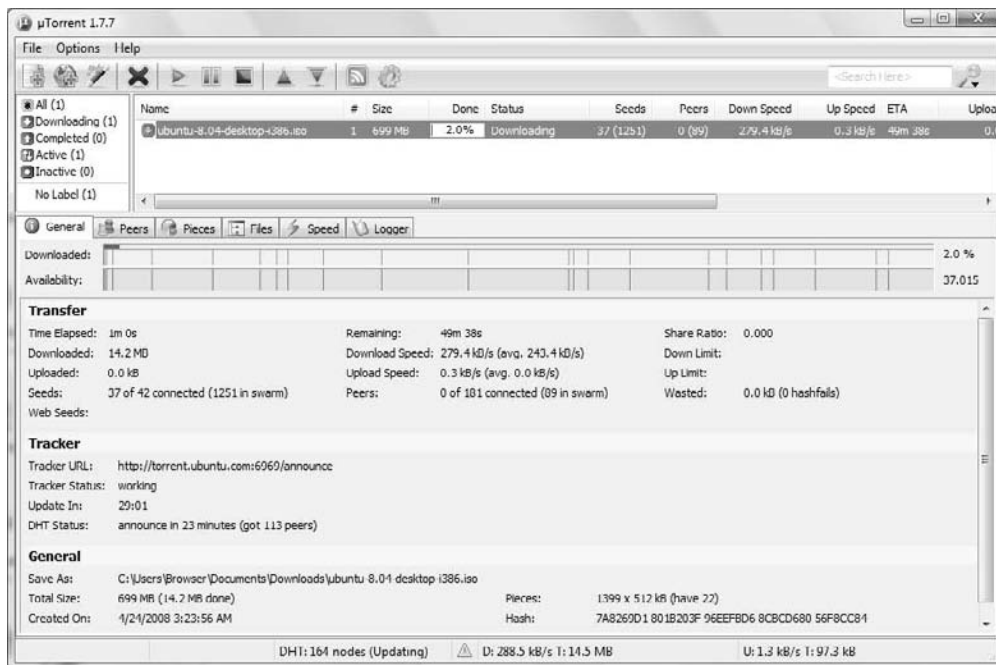 µTorrent 1.7.7
File Options Help
<Search Here>
All (1)
Downloading (1)
Completed (0)
Active (1)
Inactive (0)
No Label (1)
Name # Size Done Status Seeds Peers Down Speed Up Speed ETA Uploa
ubuntu-8.04-desktop-i386.iso 1 699 MB 2.0% Downloading 37 (1251) 0 (89) 279.4 kB/s 0.3 kB/s 49m 38s 0.
General Peers Pieces Files Speed Logger
Downloaded: 2.0 %
Availability: 37.015
Transfer
Time Elapsed: 1m 0s Remaining: 49m 38s Share Ratio: 0.000
Downloaded: 14.2 MB Download Speed: 279.4 kB/s (avg. 243.4 kB/s) Down Limit:
Uploaded: 0.0 kB Upload Speed: 0.3 kB/s (avg. 0.0 kB/s) Up Limit:
Seeds: 37 of 42 connected (1251 in swarm) Peers: 0 of 181 connected (89 in swarm) Wasted: 0.0 kB (0 hashfails)
Web Seeds:
Tracker
Tracker URL: http://torrent.ubuntu.com:6969/announce
Tracker Status: working
Update In: 29:01
DHT Status: announce in 23 minutes (got 113 peers)
General
Save As: C:\Users\Browser\Documents\Downloads\ubuntu-8.04-desktop-i386.iso
Total Size: 699 MB (14.2 MB done) Pieces: 1399 x 512 kB (have 22)
Created On: 4/24/2008 3:23:56 AM Hash: 7A8269D1 801B203F 96EEFBD6 8CBCD680 56F8CC84
DHT: 164 nodes (Updating) D: 288.5 kB/s T: 14.5 MB U: 1.3 kB/s T: 97.3 kB